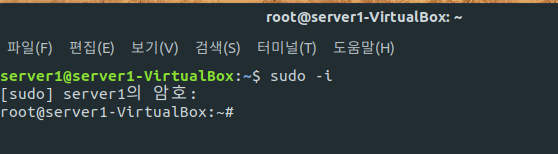 root@server1-VirtualBox: ~
파일(F) 편집(E) 보기(V) 검색(S) 터미널(T) 도움말(H)
server1@server1-VirtualBox:~$ sudo -i
[sudo] server1의 암호:
root@server1-VirtualBox:~#